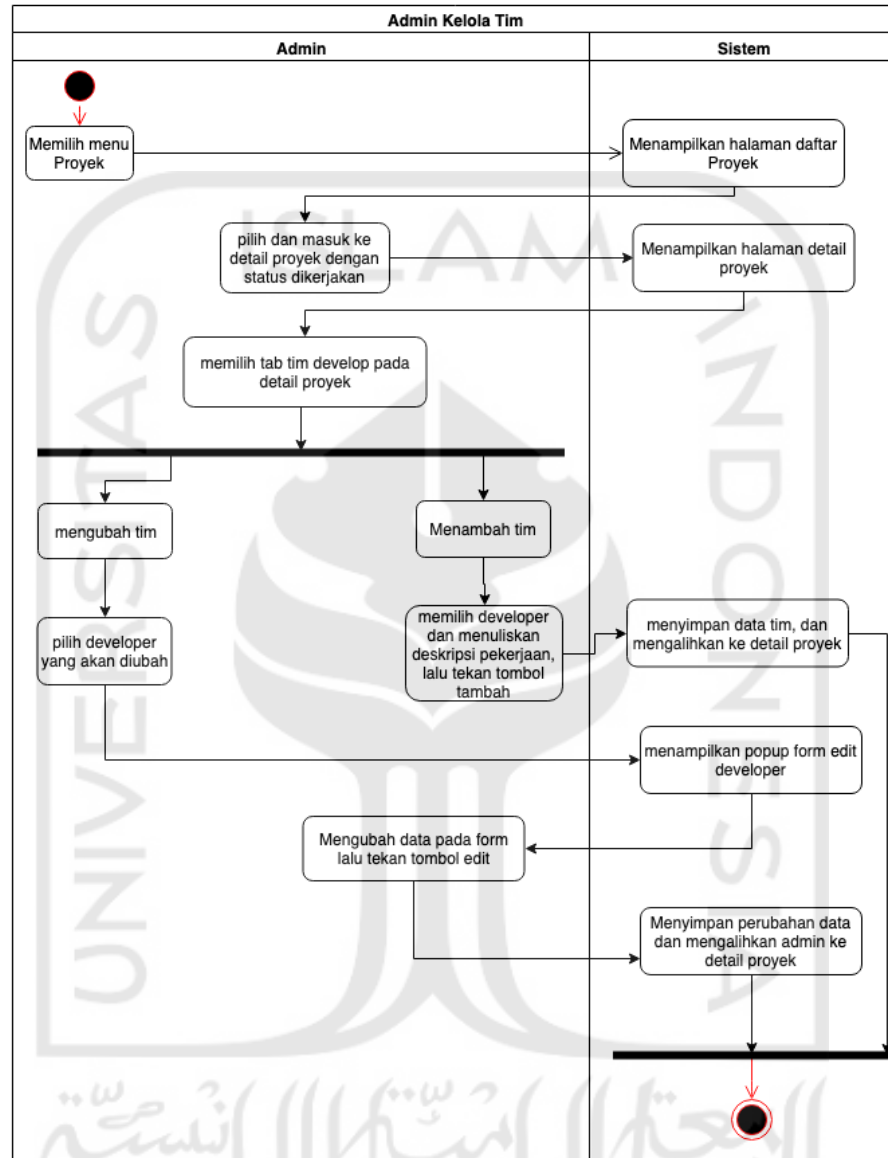 Admin Kelola Tim
Admin
Sistem
Memilih menu
Proyek
Menampilkan halaman daftar
Proyek
pilih dan masuk ke
detail proyek dengan
status dikerjakan
Menampilkan halaman detail
proyek
memilih tab tim develop pada
detail proyek
mengubah tim
Menambah tim
pilih developer
yang akan diubah
memilih developer
dan menuliskan
deskripsi pekerjaan,
lalu tekan tombol
tambah
menyimpan data tim, dan
mengalihkan ke detail proyek
menampilkan popup form edit
developer
Mengubah data pada form
lalu tekan tombol edit
Menyimpan perubahan data
dan mengalihkan admin ke
detail proyek
UNIVERSITAS
ISLAM
INDONESIA